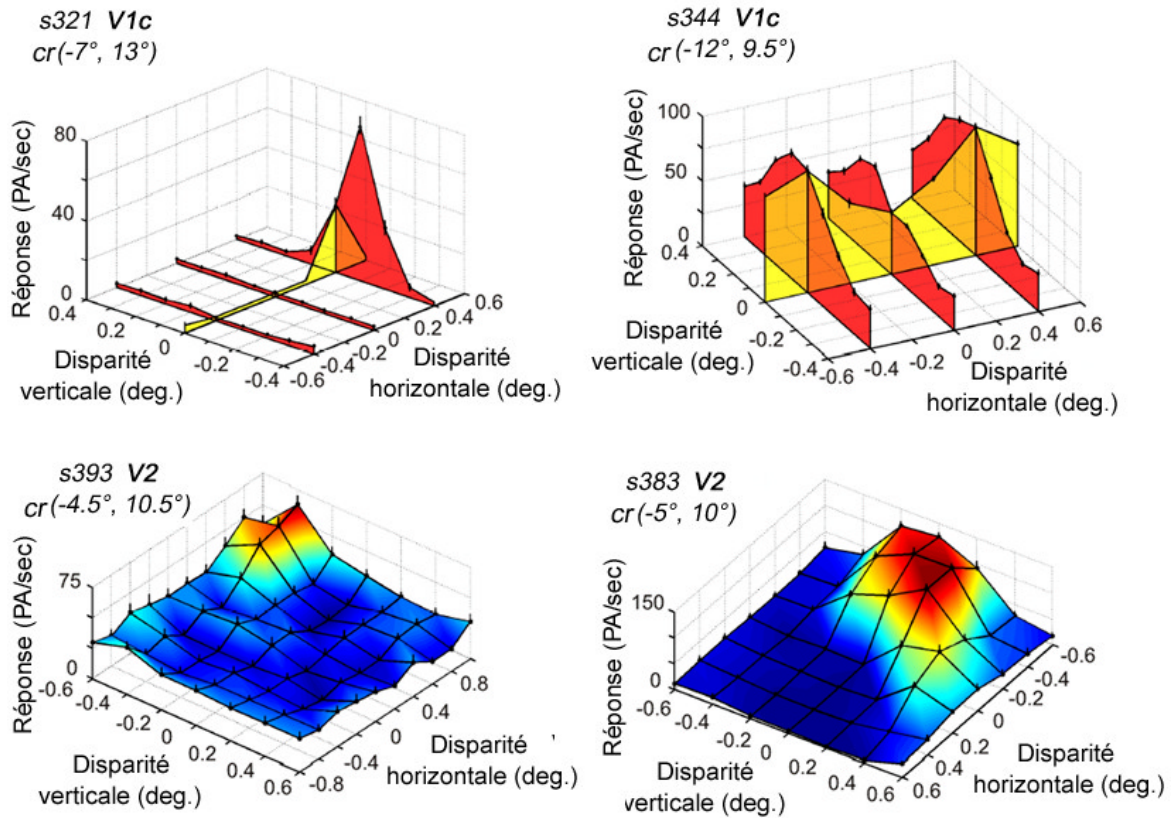 s321 V1c
cr(-7°, 13°)
Réponse (PA/sec)
80
40
0
0.4
0.2
0
-0.2
-0.4
Disparité
verticale (deg.)
-0.6
-0.4
-0.2
0
0.2
0.4
0.6
Disparité
horizontale (deg.)
s344 V1c
cr(-12°, 9.5°)
Réponse (PA/sec)
100
50
0
0.4
0.2
0
-0.2
-0.4
Disparité
verticale (deg.)
-0.6
-0.4
-0.2
0
0.2
0.4
0.6
Disparité
horizontale (deg.)
s393 V2
cr(-4.5°, 10.5°)
Réponse (PA/sec)
75
0
-0.6
-0.4
-0.2
0
0.2
0.4
0.6
Disparité
verticale (deg.)
-0.8
-0.4
0
0.4
0.8
Disparité
horizontale (deg.)
s383 V2
cr(-5°, 10°)
Réponse (PA/sec)
150
0
-0.6
-0.4
-0.2
0
0.2
0.4
0.6
Disparité
verticale (deg.)
0.6
0.4
0.2
0
-0.2
-0.4
-0.6
Disparité
horizontale (deg.)